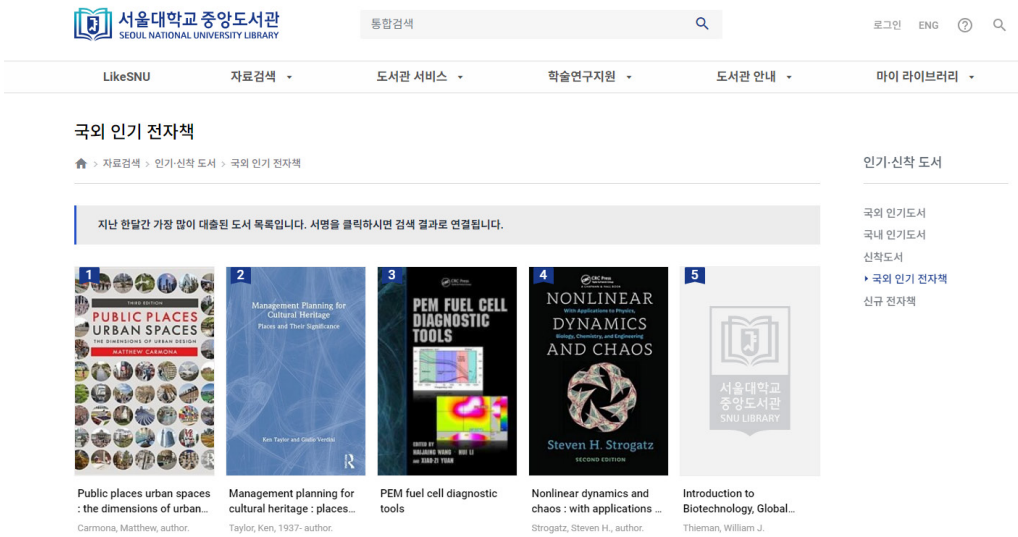 서울대학교 중앙도서관
SEOUL NATIONAL UNIVERSITY LIBRARY
통합검색
로그인 ENG
LikeSNU 자료검색 도서관 서비스 학술연구지원 도서관 안내 마이 라이브러리
국외 인기 전자책
> 자료검색 > 인기·신착 도서 > 국외 인기 전자책
지난 한달간 가장 많이 대출된 도서 목록입니다. 서명을 클릭하시면 검색 결과로 연결됩니다.
1
THIRD EDITION
PUBLIC PLACES
URBAN SPACES
THE DIMENSIONS OF URBAN DESIGN
MATTHEW CARMONA
Public places urban spaces
: the dimensions of urban...
Carmona, Matthew, author.
2
Management Planning for
Cultural Heritage
Places and Their Significance
Ken Taylor and Giulio Verdini
R
Management planning for
cultural heritage : places...
Taylor, Ken, 1937- author.
3
CRC Press
PEM FUEL CELL
DIAGNOSTIC
TOOLS
EDITED BY
HAIJIANG WANG HUI LI
AND XIAO-ZI YUAN
PEM fuel cell diagnostic
tools
4
CRC Press
A CHAPMAN & HALL BOOK
NONLINEAR
With Applications to Physics,
DYNAMICS
Biology, Chemistry, and Engineering
AND CHAOS
Steven H. Strogatz
SECOND EDITION
Nonlinear dynamics and
chaos : with applications ...
Strogatz, Steven H., author.
5
서울대학교
중앙도서관
SNU LIBRARY
Introduction to
Biotechnology, Global...
Thieman, William J.
인기·신착 도서
국외 인기도서
국내 인기도서
신착도서
국외 인기 전자책
신규 전자책